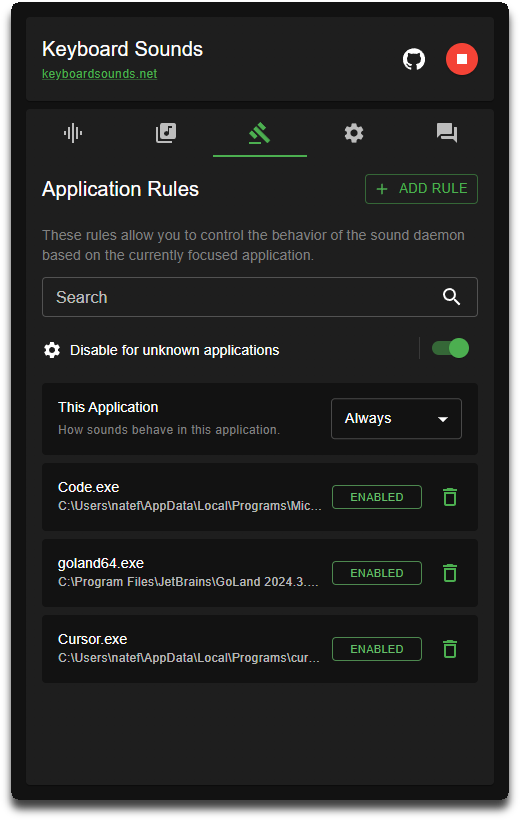 Keyboard Sounds
keyboardsounds.net
Application Rules
+ ADD RULE
These rules allow you to control the behavior of the sound daemon
based on the currently focused application.
Search
Disable for unknown applications
This Application
How sounds behave in this application.
Always
Code.exe
C:\Users\natef\AppData\Local\Programs\Mic...
ENABLED
goland64.exe
C:\Program Files\JetBrains\GoLand 2024.3....
ENABLED
Cursor.exe
C:\Users\natef\AppData\Local\Programs\cur...
ENABLED